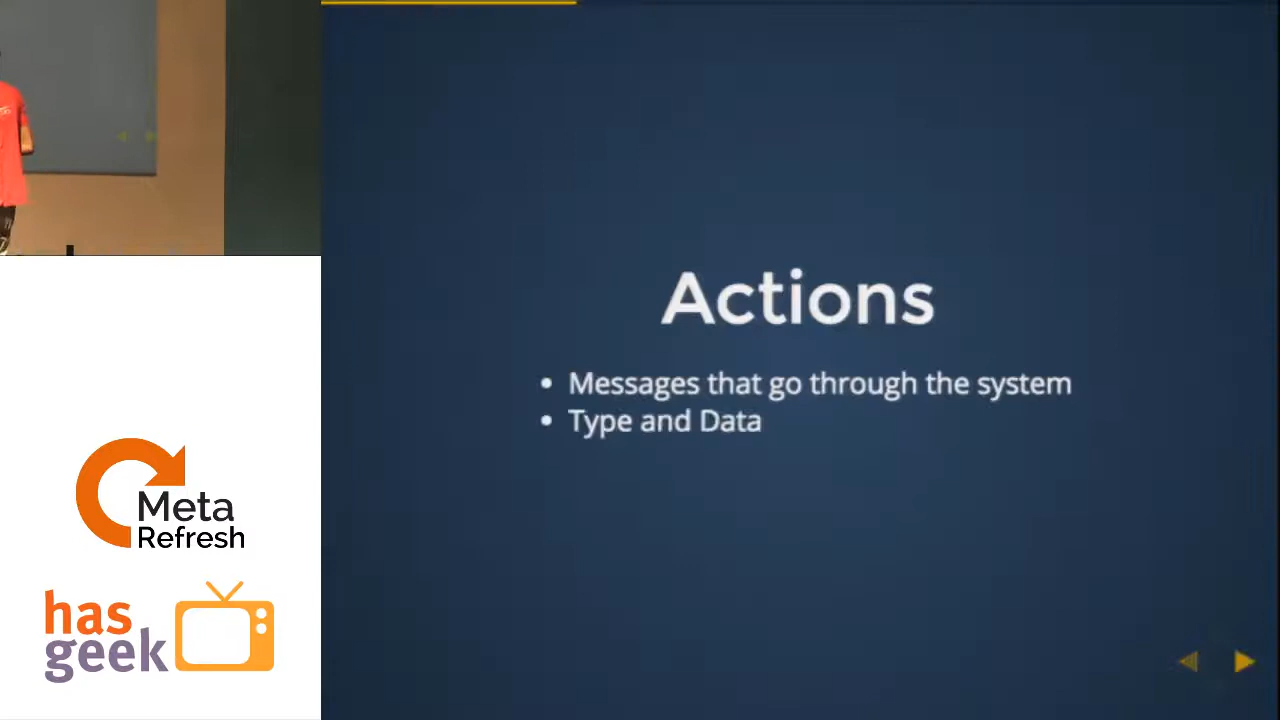 Actions
• Messages that go through the system
• Type and Data
Meta
Refresh
has
geek